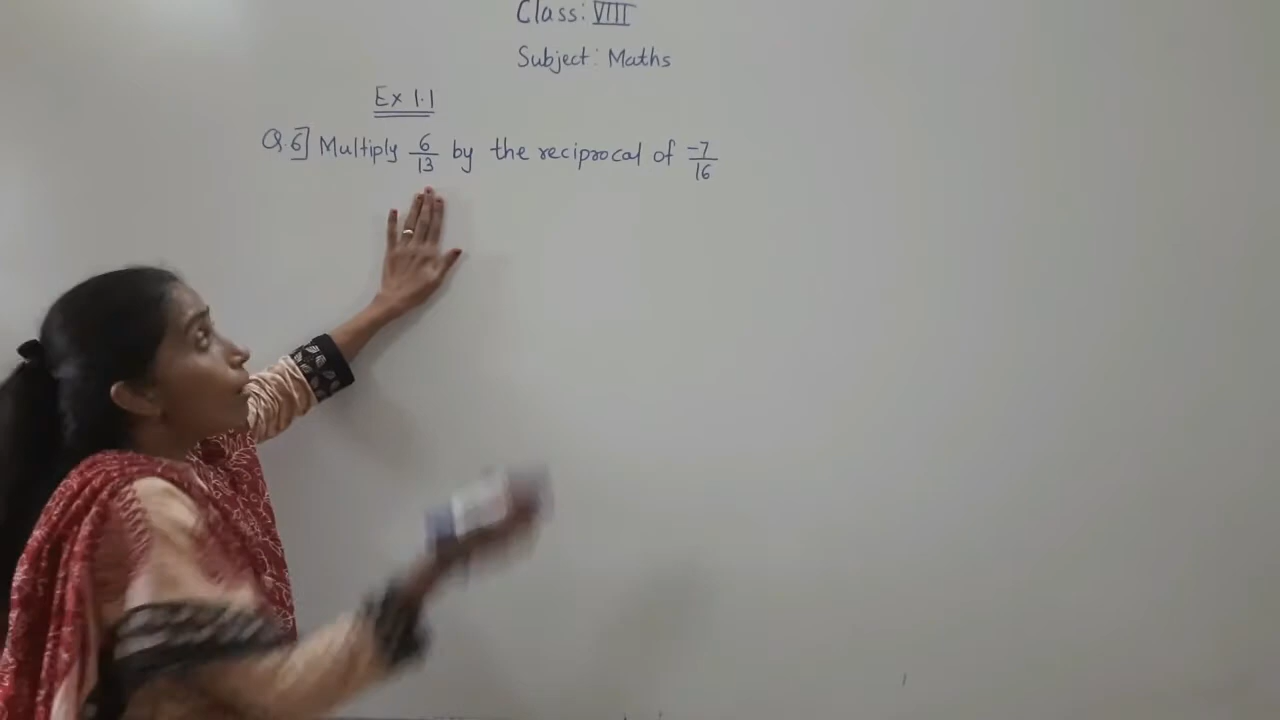 Class: VIII
Subject: Maths
Ex 1.1
Q.6] Multiply 6/13 by the reciprocal of -7/16